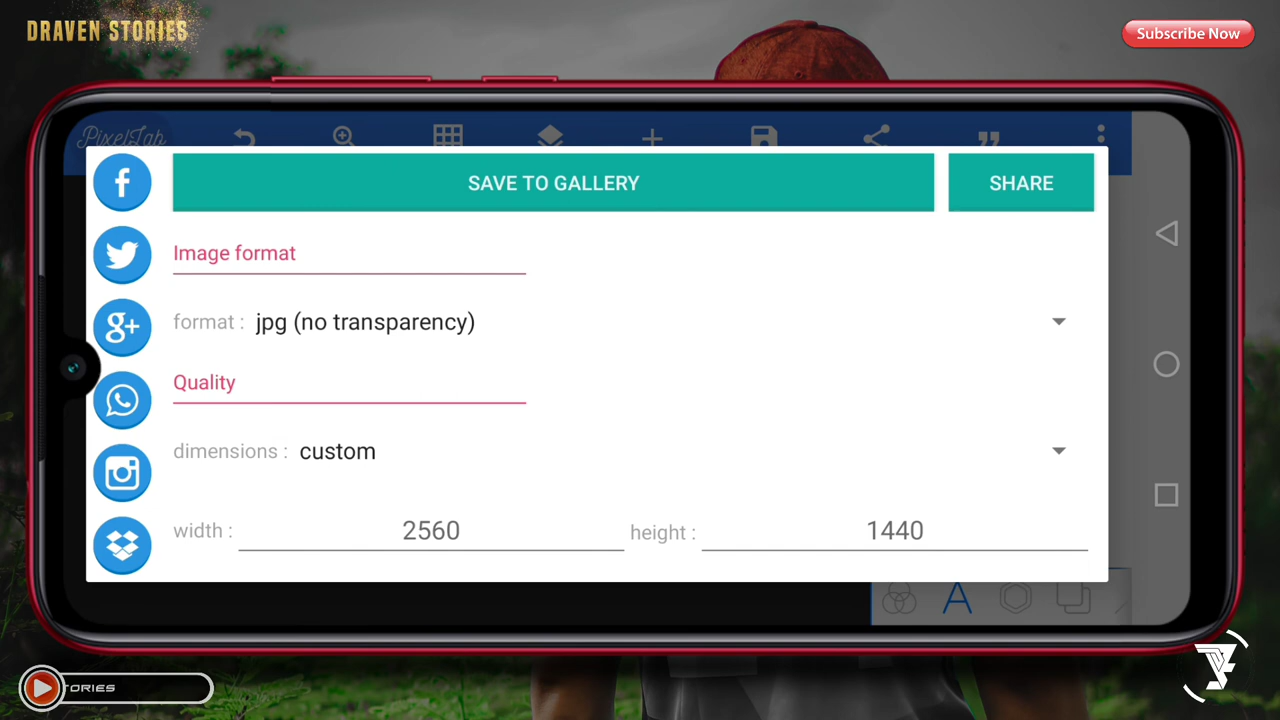 DRAVEN STORIES
Subscribe Now
PixelLab
SAVE TO GALLERY
SHARE
Image format
format : jpg (no transparency)
Quality
dimensions : custom
width : 2560 height : 1440
TORIES